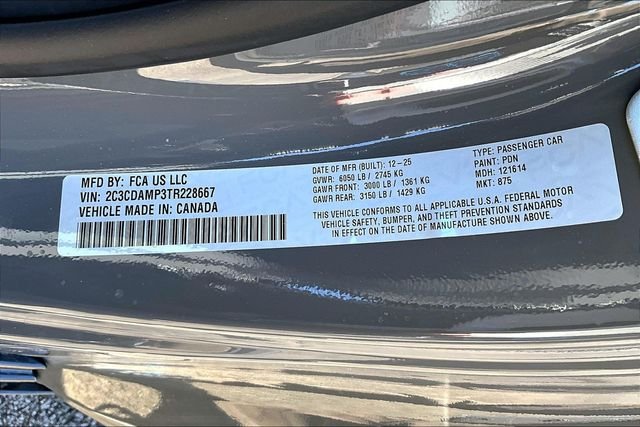 MFD BY: FCA US LLC
VIN: 2C3CDAMP3TR228667
VEHICLE MADE IN: CANADA
DATE OF MFR (BUILT): 12-25
GVWR: 6050 LB / 2745 KG
GAWR FRONT: 3000 LB / 1361 KG
GAWR REAR: 3150 LB / 1429 KG
TYPE: PASSENGER CAR
PAINT: PDN
MDH: 121614
MKT: 875
THIS VEHICLE CONFORMS TO ALL APPLICABLE U.S.A. FEDERAL MOTOR
VEHICLE SAFETY, BUMPER, AND THEFT PREVENTION STANDARDS
IN EFFECT ON THE DATE OF MANUFACTURE SHOWN ABOVE.